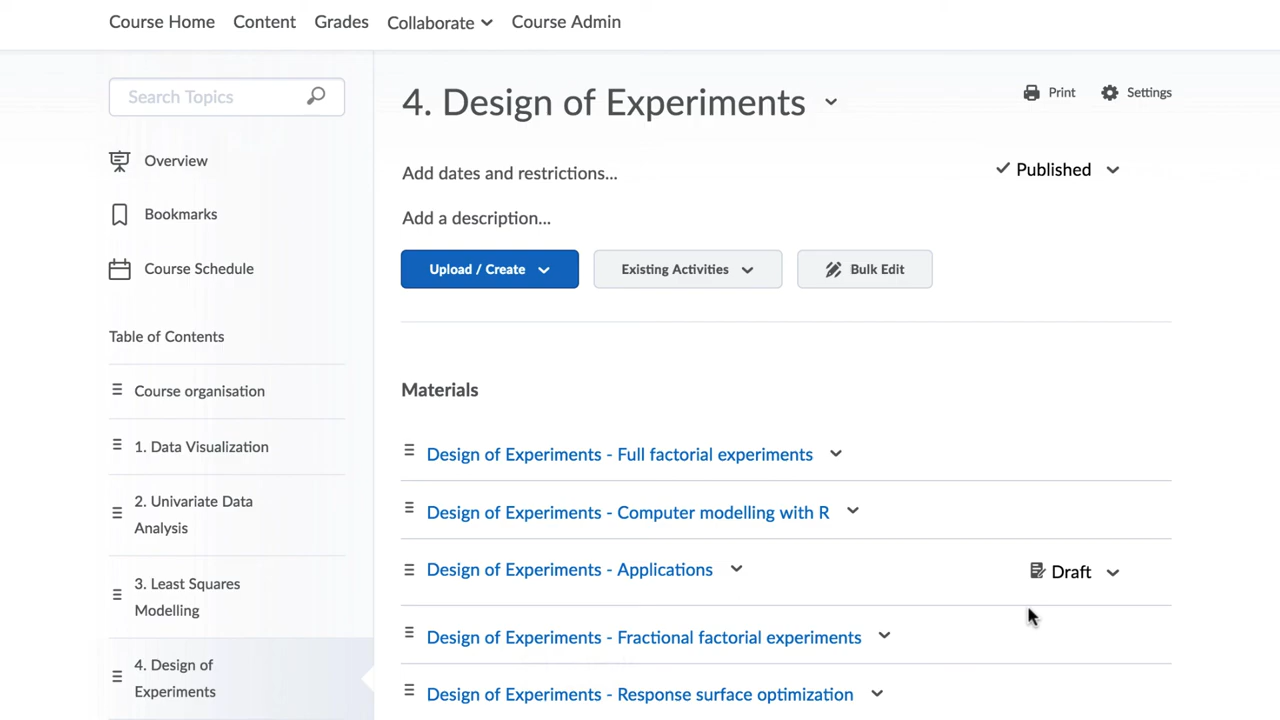 Course Home Content Grades Collaborate Course Admin
Search Topics
Overview
Bookmarks
Course Schedule
Table of Contents
Course organisation
1. Data Visualization
2. Univariate Data
Analysis
3. Least Squares
Modelling
4. Design of
Experiments
4. Design of Experiments
Print Settings
Add dates and restrictions...
Published
Add a description...
Upload / Create Existing Activities Bulk Edit
Materials
Design of Experiments - Full factorial experiments
Design of Experiments - Computer modelling with R
Design of Experiments - Applications
Draft
Design of Experiments - Fractional factorial experiments
Design of Experiments - Response surface optimization